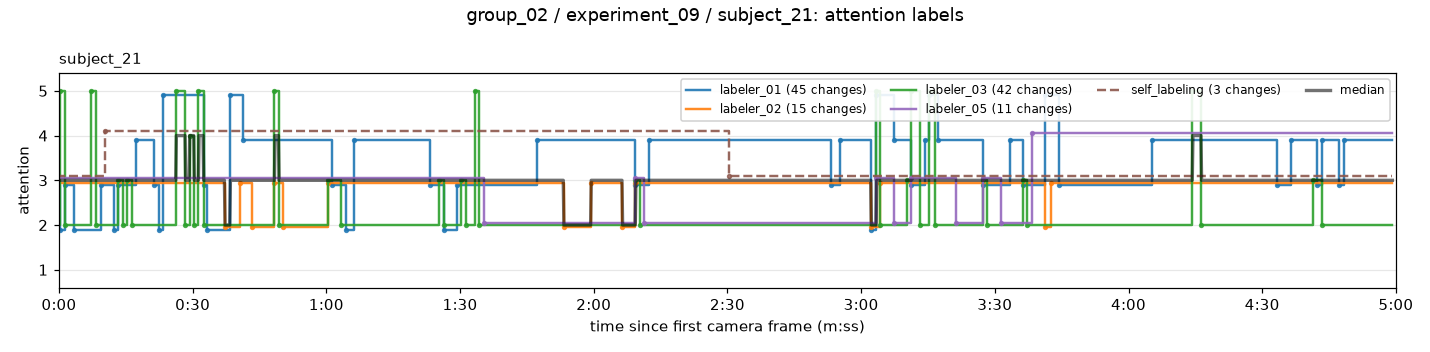 group_02 / experiment_09 / subject_21: attention labels
subject_21
labeler_01 (45 changes)
labeler_02 (15 changes)
labeler_03 (42 changes)
labeler_05 (11 changes)
self_labeling (3 changes)
median
attention
5
4
3
2
1
0:00 0:30 1:00 1:30 2:00 2:30 3:00 3:30 4:00 4:30 5:00
time since first camera frame (m:ss)